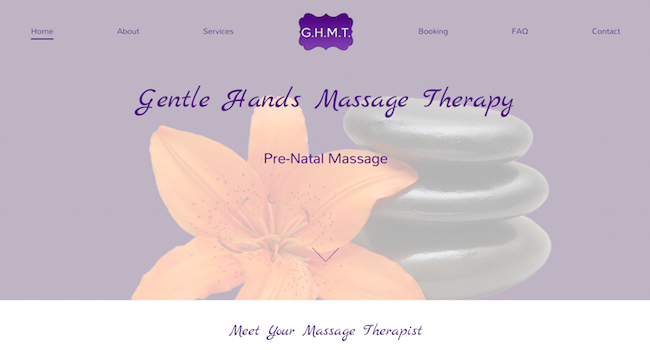 Home
About
Services
G.H.M.T.
Booking
FAQ
Contact
Gentle Hands Massage Therapy
Pre-Natal Massage
Meet Your Massage Therapist